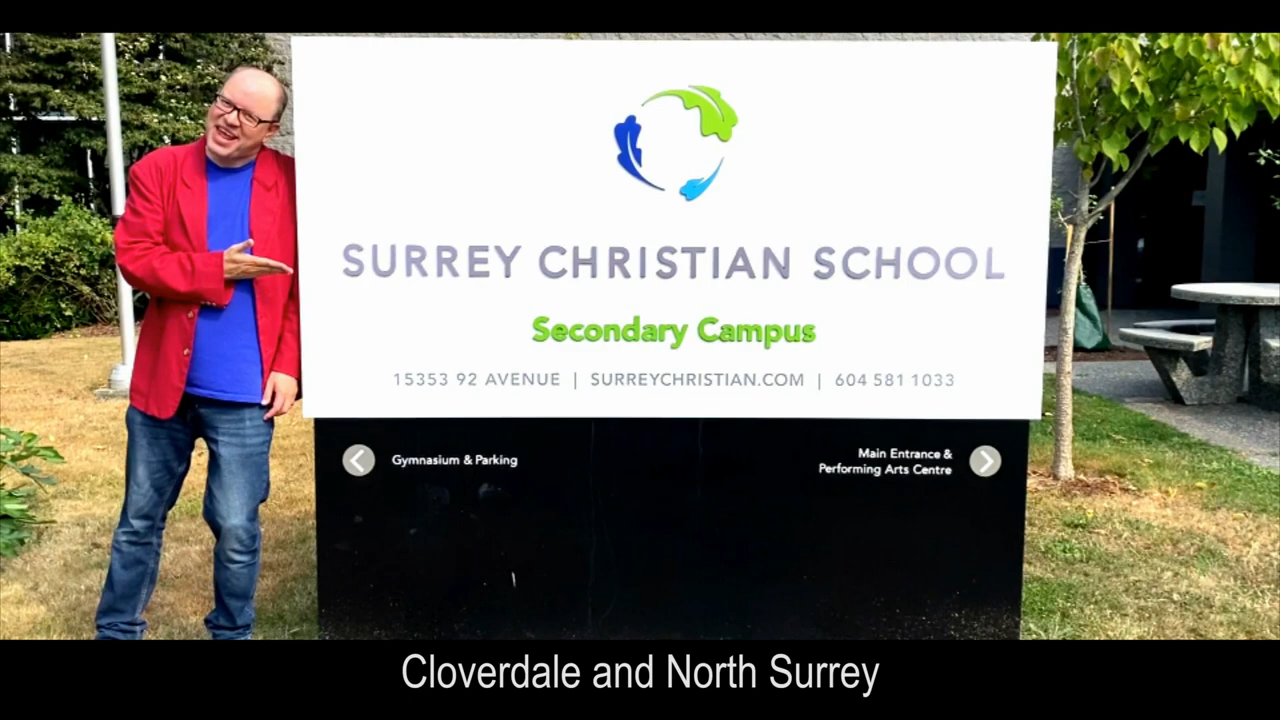 SURREY CHRISTIAN SCHOOL
Secondary Campus
15353 92 AVENUE | SURREYCHRISTIAN.COM | 604 581 1033
Gymnasium & Parking
Main Entrance &
Performing Arts Centre
Cloverdale and North Surrey